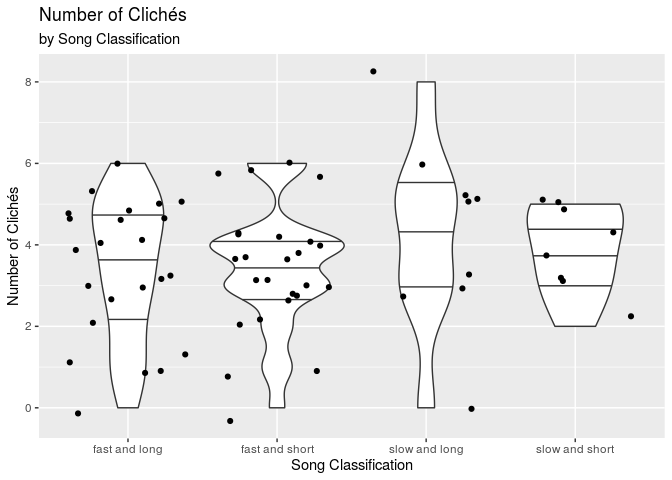 Number of Clichés
by Song Classification
Number of Clichés
8
6
4
2
0
fast and long
fast and short
slow and long
slow and short
Song Classification